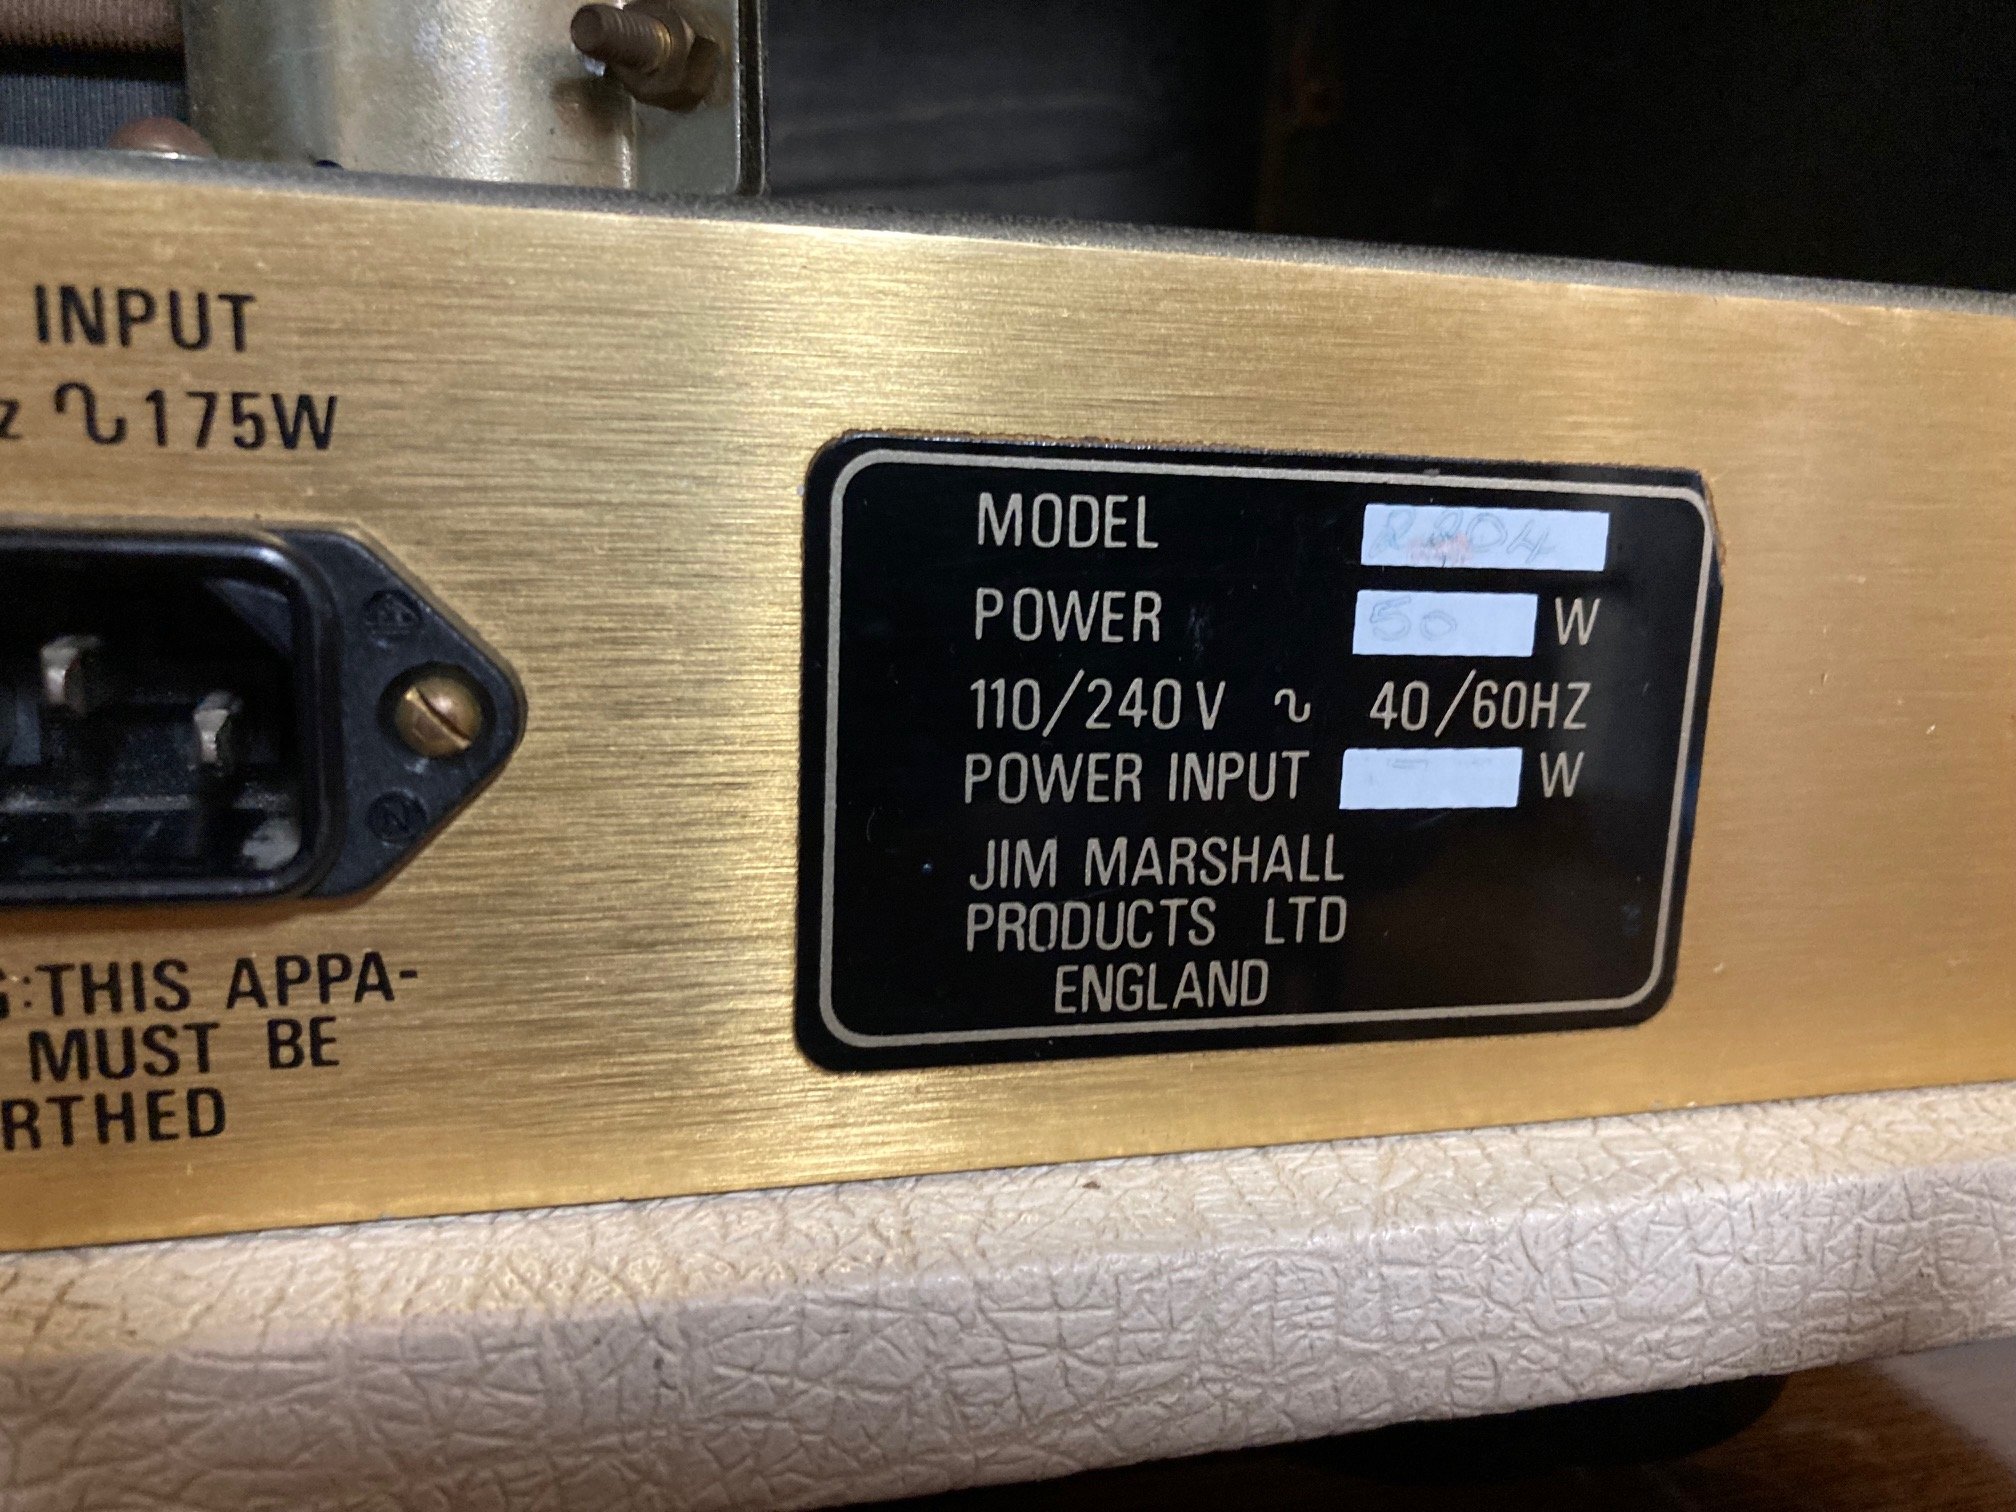 INPUT
z ∿ 175W
G: THIS APPA-
MUST BE
RTHED
MODEL 2204
POWER 50 W
110/240 V ∿ 40/60HZ
POWER INPUT W
JIM MARSHALL
PRODUCTS LTD
ENGLAND